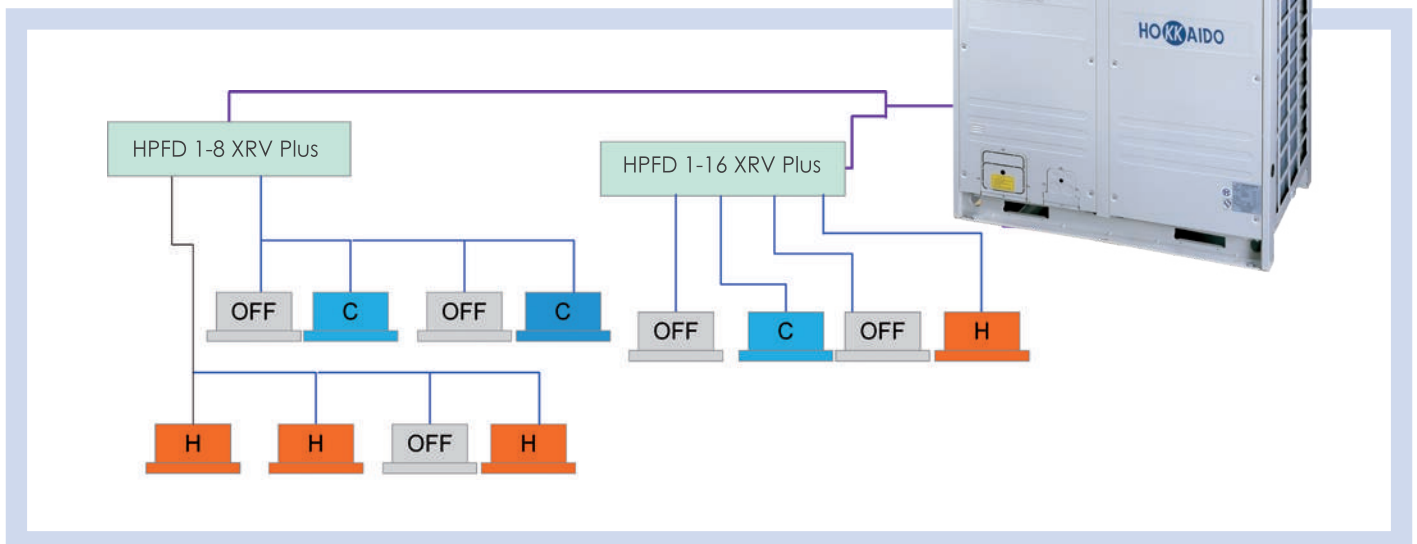 HOKKAIDO
HPFD 1-8 XRV Plus
HPFD 1-16 XRV Plus
OFF C OFF C
OFF C OFF H
H H OFF H